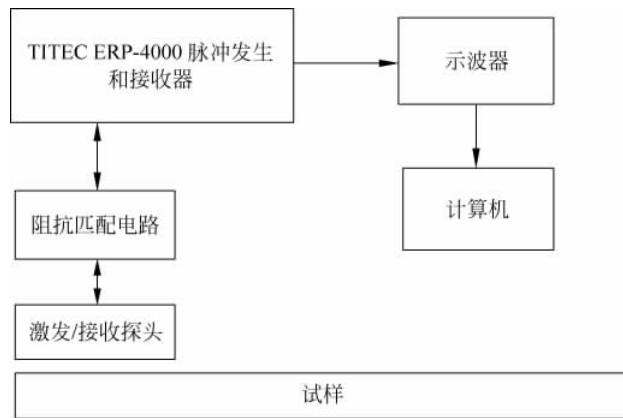 TITEC ERP-4000 脉冲发生
和接收器
示波器
阻抗匹配电路
计算机
激发/接收探头
试样